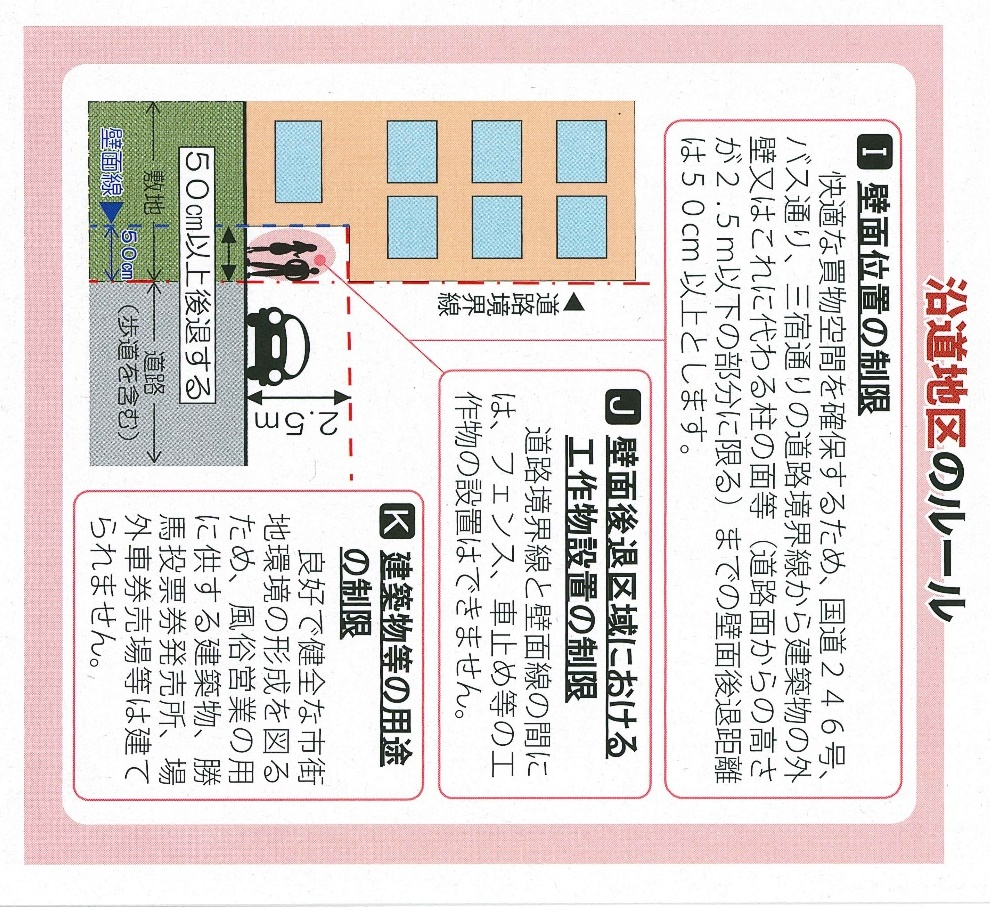 沿道地区のルール
I 壁面位置の制限
快適な買物空間を確保するため、国道２４６号、
バス通り、三宿通りの道路境界線から建築物の外
壁又はこれに代わる柱の面等（道路面からの高さ
が２.５ｍ以下の部分に限る）までの壁面後退距離
は５０cm以上とします。
J 壁面後退区域における
工作物設置の制限
道路境界線と壁面線の間に
は、フェンス、車止め等の工
作物の設置はできません。
K 建築物等の用途
の制限
良好で健全な市街
地環境の形成を図る
ため、風俗営業の用
に供する建築物、勝
馬投票券発売所、場
外車券売場等は建て
られません。
道路
境界
線
2.5m
５０cm以上後退する
敷地
道路
（歩道を含む）
50cm
壁面線